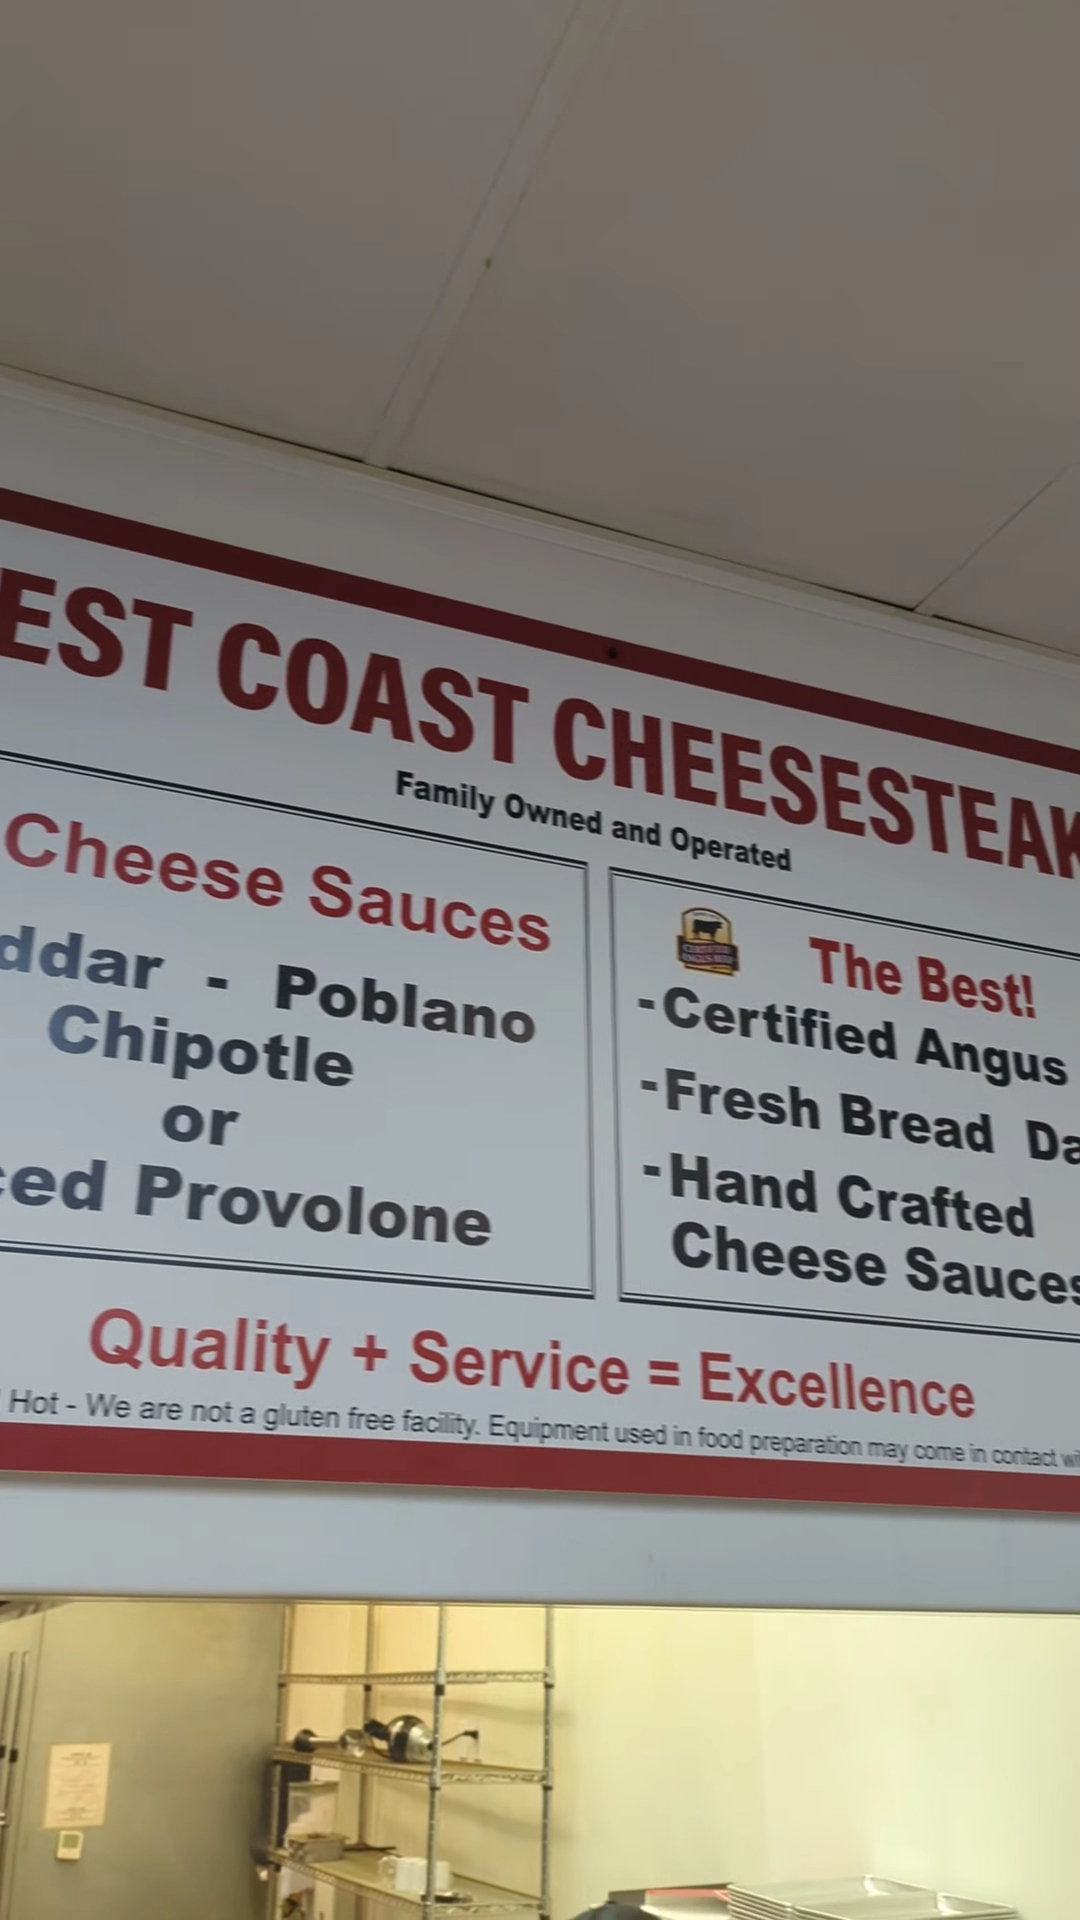 EST COAST CHEESESTEAK
Family Owned and Operated
Cheese Sauces
ddar - Poblano
Chipotle
or
ced Provolone
The Best!
-Certified Angus
-Fresh Bread Da
-Hand Crafted
Cheese Sauces
Quality + Service = Excellence
Hot - We are not a gluten free facility. Equipment used in food preparation may come in contact wi